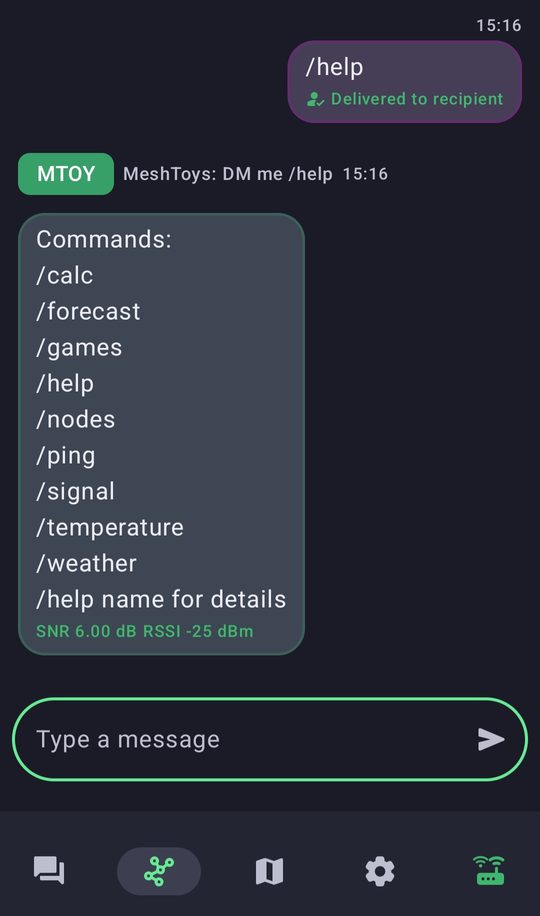 15:16
/help
Delivered to recipient
MTOY MeshToys: DM me /help 15:16
Commands:
/calc
/forecast
/games
/help
/nodes
/ping
/signal
/temperature
/weather
/help name for details
SNR 6.00 dB RSSI -25 dBm
Type a message